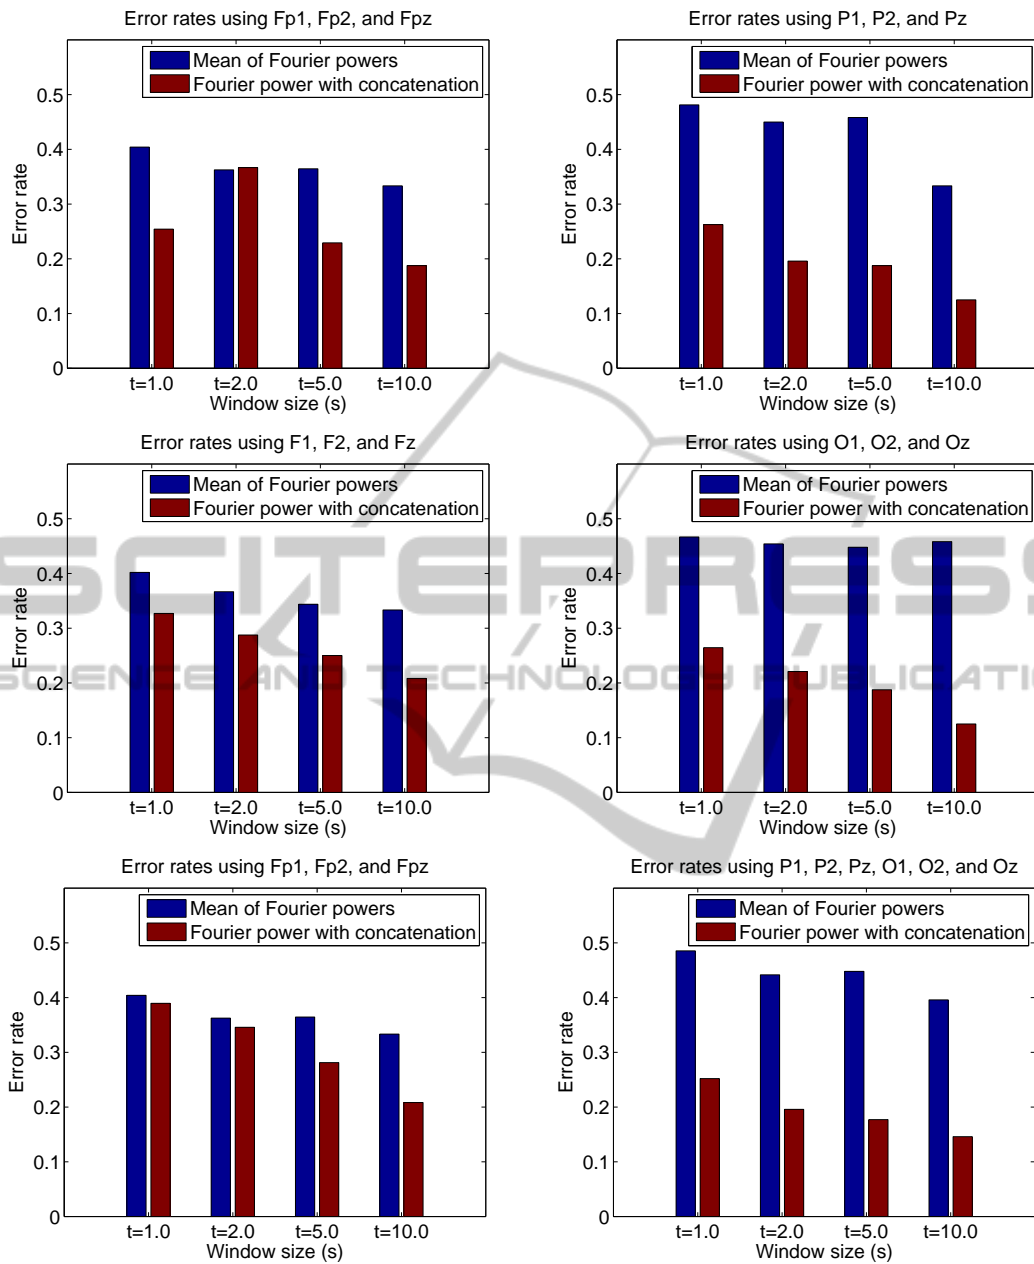 Error rates using Fp1, Fp2, and Fpz
Mean of Fourier powers
Fourier power with concatenation
0.5
0.4
0.3
0.2
0.1
0
Error rate
t=1.0 t=2.0 t=5.0 t=10.0
Window size (s)
Error rates using P1, P2, and Pz
Mean of Fourier powers
Fourier power with concatenation
0.5
0.4
0.3
0.2
0.1
0
Error rate
t=1.0 t=2.0 t=5.0 t=10.0
Window size (s)
Error rates using F1, F2, and Fz
Mean of Fourier powers
Fourier power with concatenation
0.5
0.4
0.3
0.2
0.1
0
Error rate
t=1.0 t=2.0 t=5.0 t=10.0
Window size (s)
Error rates using O1, O2, and Oz
Mean of Fourier powers
Fourier power with concatenation
0.5
0.4
0.3
0.2
0.1
0
Error rate
t=1.0 t=2.0 t=5.0 t=10.0
Window size (s)
SCITEPRESS
SCIENCE AND TECHNOLOGY PUBLICATI
Error rates using Fp1, Fp2, and Fpz
Mean of Fourier powers
Fourier power with concatenation
0.5
0.4
0.3
0.2
0.1
0
Error rate
t=1.0 t=2.0 t=5.0 t=10.0
Window size (s)
Error rates using P1, P2, Pz, O1, O2, and Oz
Mean of Fourier powers
Fourier power with concatenation
0.5
0.4
0.3
0.2
0.1
0
Error rate
t=1.0 t=2.0 t=5.0 t=10.0
Window size (s)